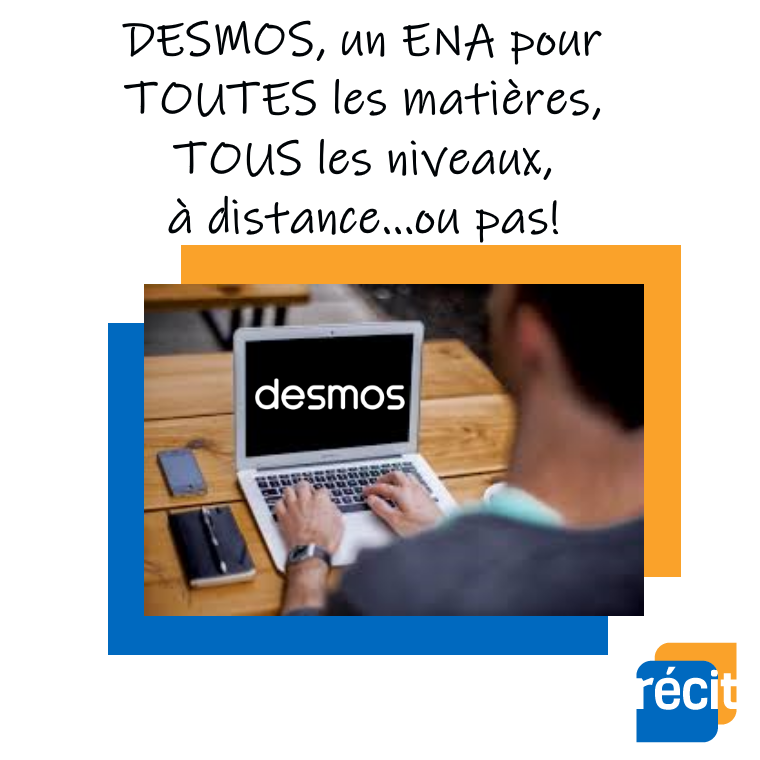 DESMOS, un ENA pour
TOUTES les matières,
TOUS les niveaux,
à distance...ou pas!
desmos
récit